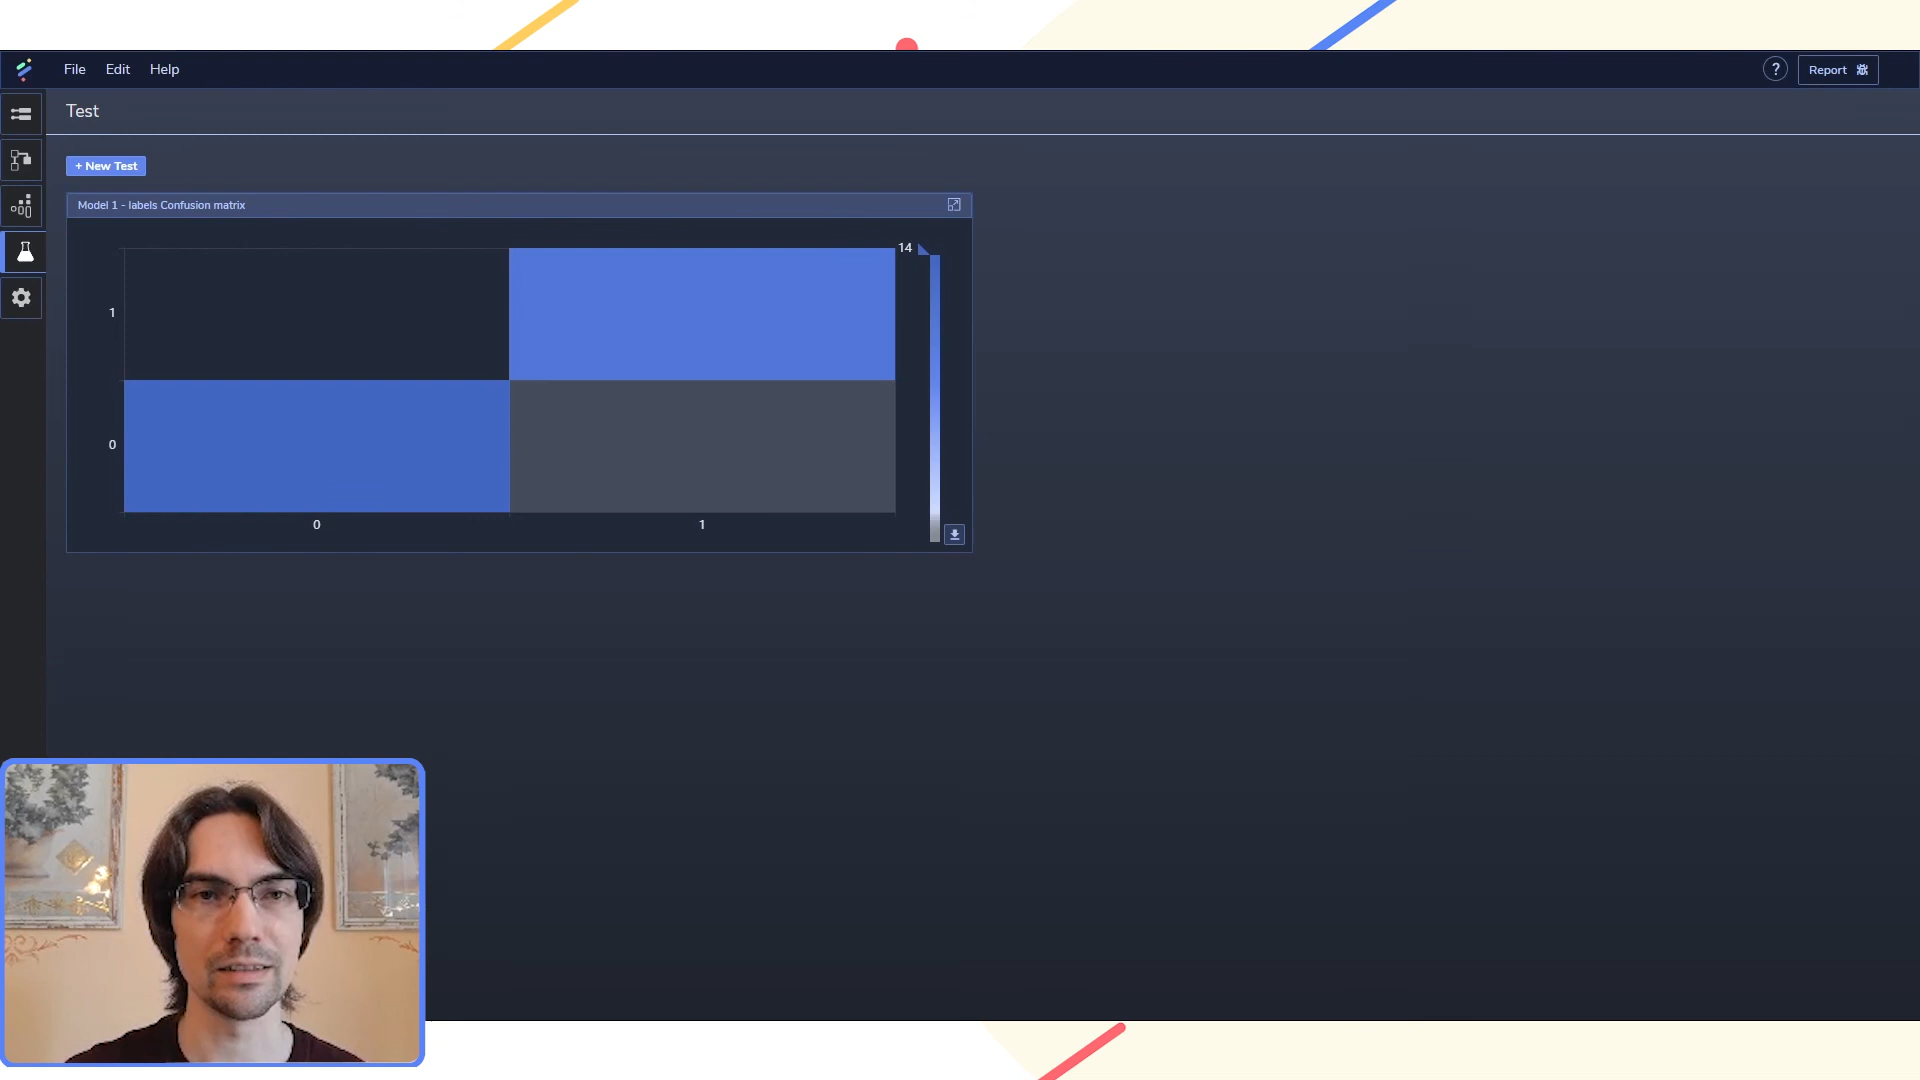 File Edit Help
? Report
Test
+ New Test
Model 1 - labels Confusion matrix
14
1
0
0 1